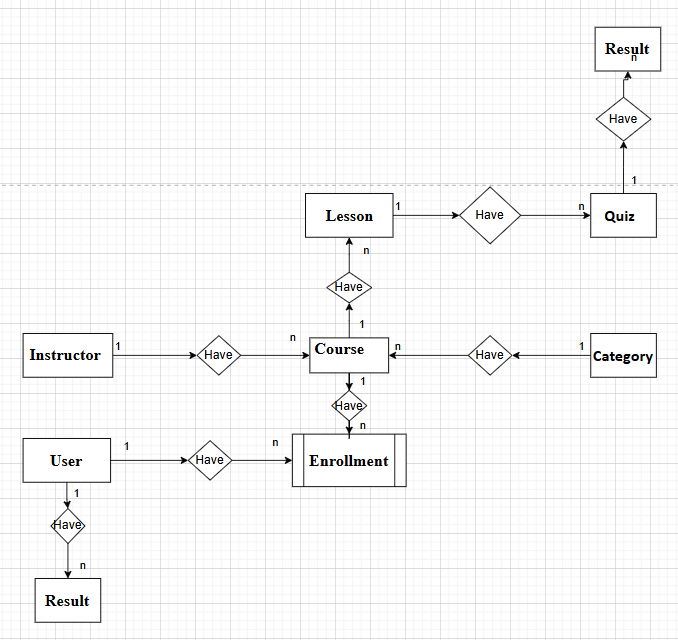 Result
n
Have
1
Lesson
1
Have
n
Quiz
n
Have
1
Instructor
1
Have
n
Course
n
Have
1
Category
1
Have
n
User
1
Have
n
Enrollment
1
Have
n
Result